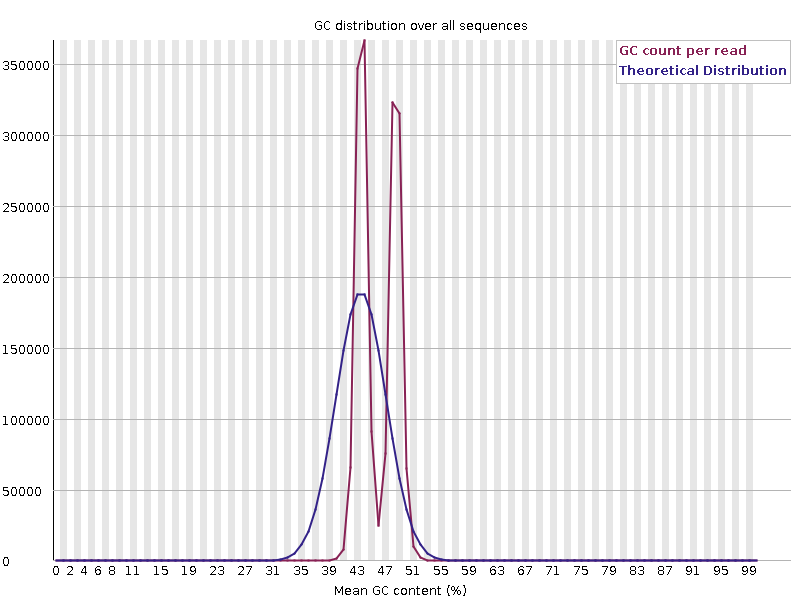 GC distribution over all sequences
GC count per read
Theoretical Distribution
350000
300000
250000
200000
150000
100000
50000
0
0 2 4 6 8 11 15 19 23 27 31 35 39 43 47 51 55 59 63 67 71 75 79 83 87 91 95 99
Mean GC content (%)